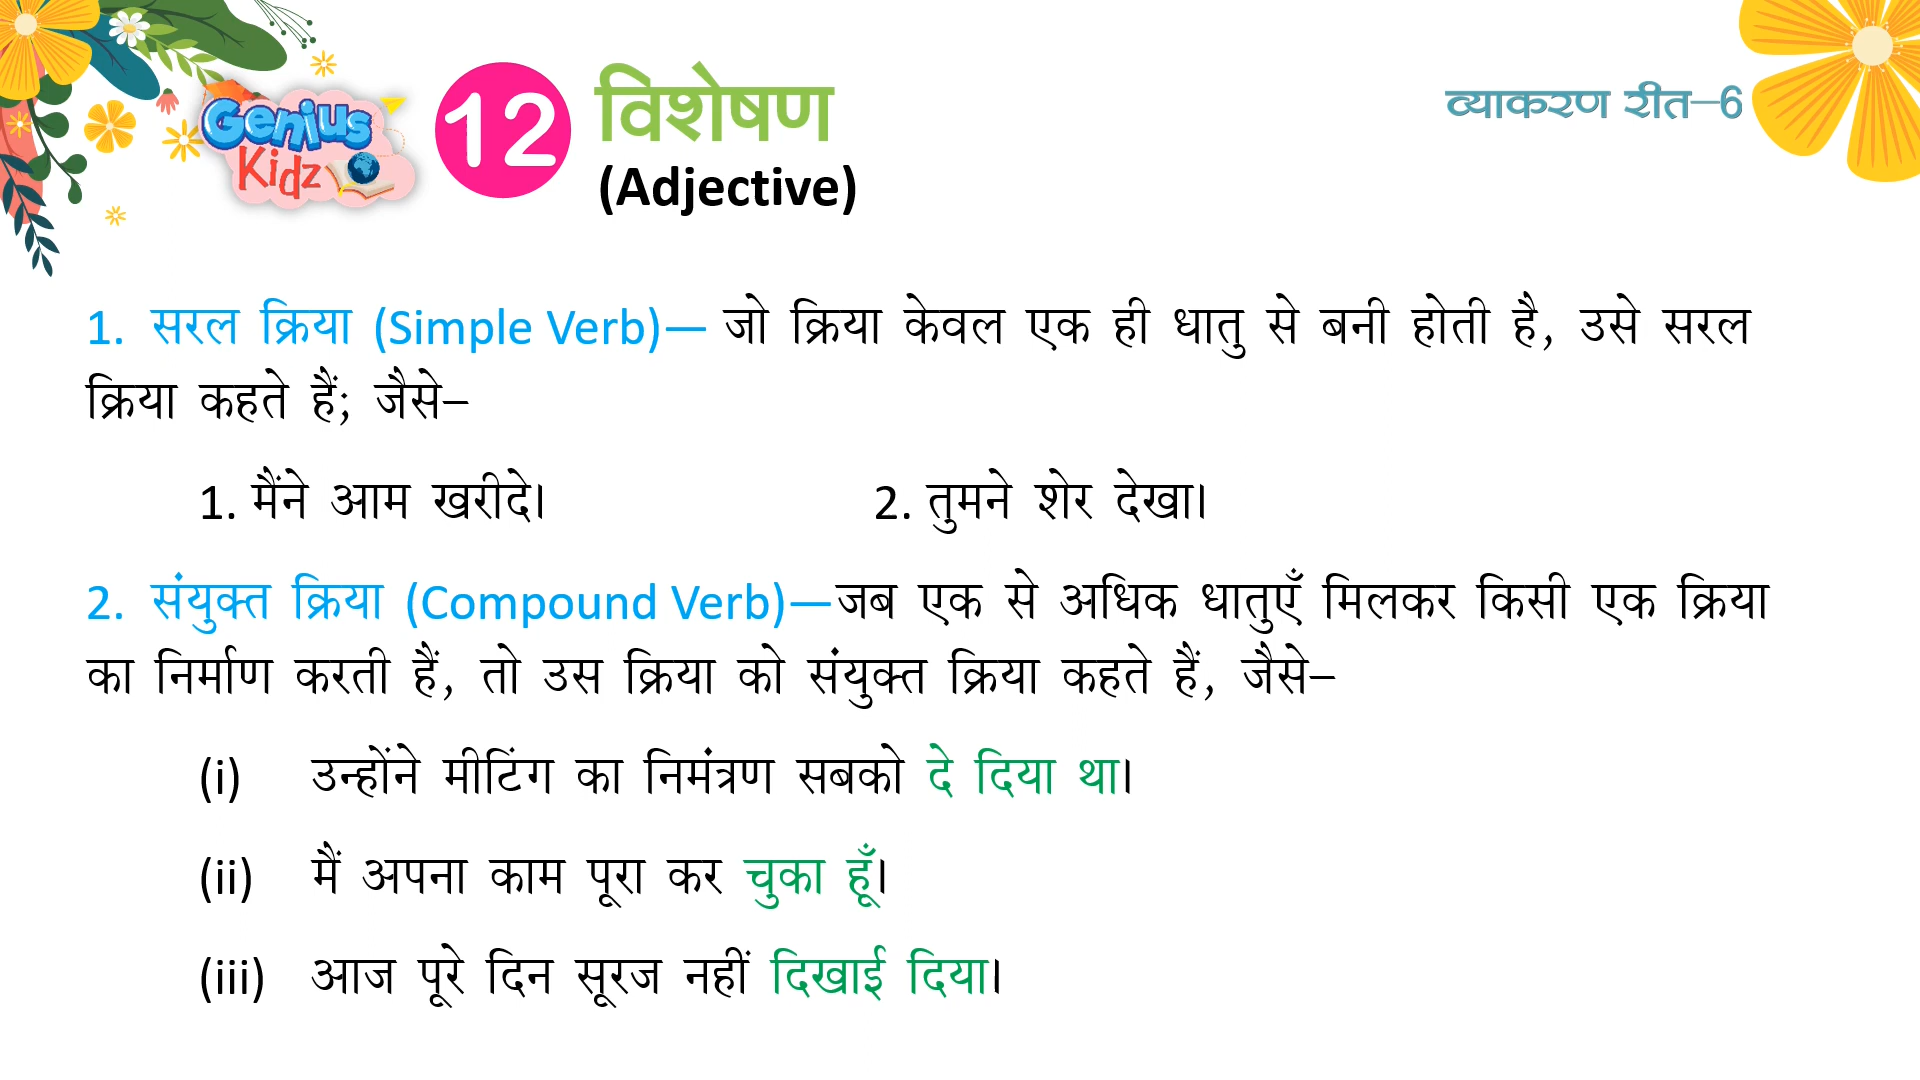 Genius
Kidz
12 विशेषण
(Adjective)
व्याकरण रीत–6
1. सरल क्रिया (Simple Verb)— जो क्रिया केवल एक ही धातु से बनी होती है, उसे सरल
क्रिया कहते हैं; जैसे–
1. मैंने आम खरीदे। 2. तुमने शेर देखा।
2. संयुक्त क्रिया (Compound Verb)—जब एक से अधिक धातुएँ मिलकर किसी एक क्रिया
का निर्माण करती हैं, तो उस क्रिया को संयुक्त क्रिया कहते हैं, जैसे–
(i) उन्होंने मीटिंग का निमंत्रण सबको दे दिया था।
(ii) मैं अपना काम पूरा कर चुका हूँ।
(iii) आज पूरे दिन सूरज नहीं दिखाई दिया।